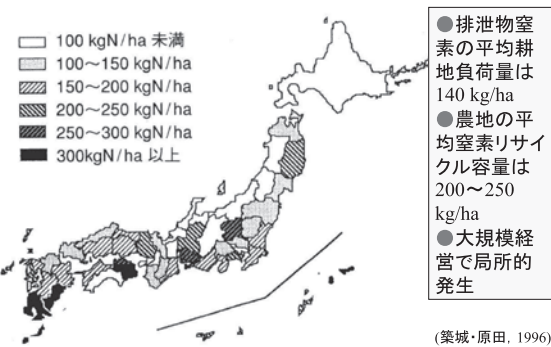 100 kgN/ha 未満
100～150 kgN/ha
150～200 kgN/ha
200～250 kgN/ha
250～300 kgN/ha
300kgN/ha 以上
●排泄物窒
素の平均耕
地負荷量は
140 kg/ha
●農地の平
均窒素リサイ
クル容量は
200～250
kg/ha
●大規模経
営で局所的
発生
(築城・原田, 1996)